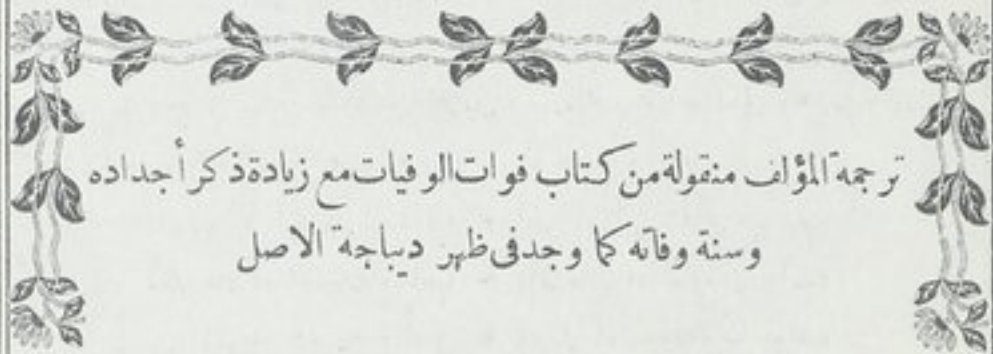 ترجمة المؤلف منقولة من كتاب فوات الوفيات مع زيادة ذكر أجداده
وسنة وفاته كما وجد في ظهر ديباجة الاصل